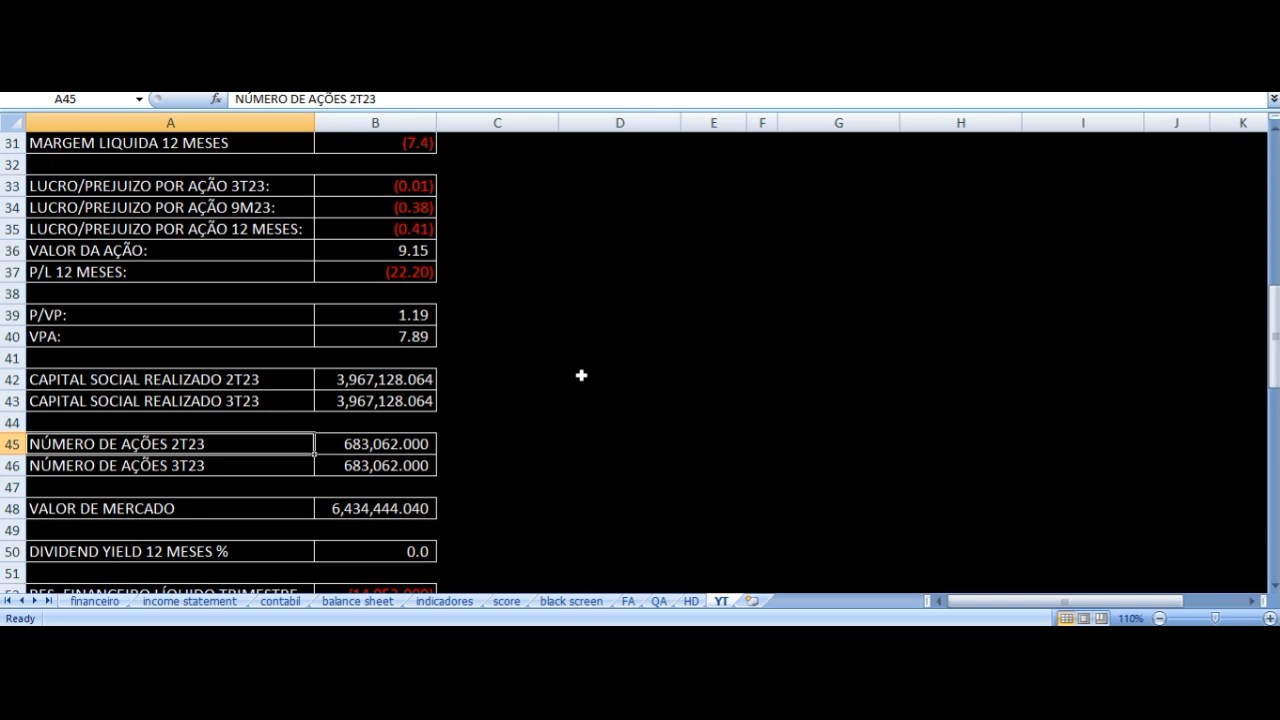 A45 fx NÚMERO DE AÇÕES 2T23
A B C D E F G H I J K
31 MARGEM LIQUIDA 12 MESES (7.4)
32
33 LUCRO/PREJUIZO POR AÇÃO 3T23: (0.01)
34 LUCRO/PREJUIZO POR AÇÃO 9M23: (0.38)
35 LUCRO/PREJUIZO POR AÇÃO 12 MESES: (0.41)
36 VALOR DA AÇÃO: 9.15
37 P/L 12 MESES: (22.20)
38
39 P/VP: 1.19
40 VPA: 7.89
41
42 CAPITAL SOCIAL REALIZADO 2T23 3,967,128.064
43 CAPITAL SOCIAL REALIZADO 3T23 3,967,128.064
44
45 NÚMERO DE AÇÕES 2T23 683,062.000
46 NÚMERO DE AÇÕES 3T23 683,062.000
47
48 VALOR DE MERCADO 6,434,444.040
49
50 DIVIDEND YIELD 12 MESES % 0.0
51
RES. FINANCEIRO LÍQUIDO TRIMESTRE
financeiro income statement contabil balance sheet indicadores score black screen FA QA HD YT
Ready 110%